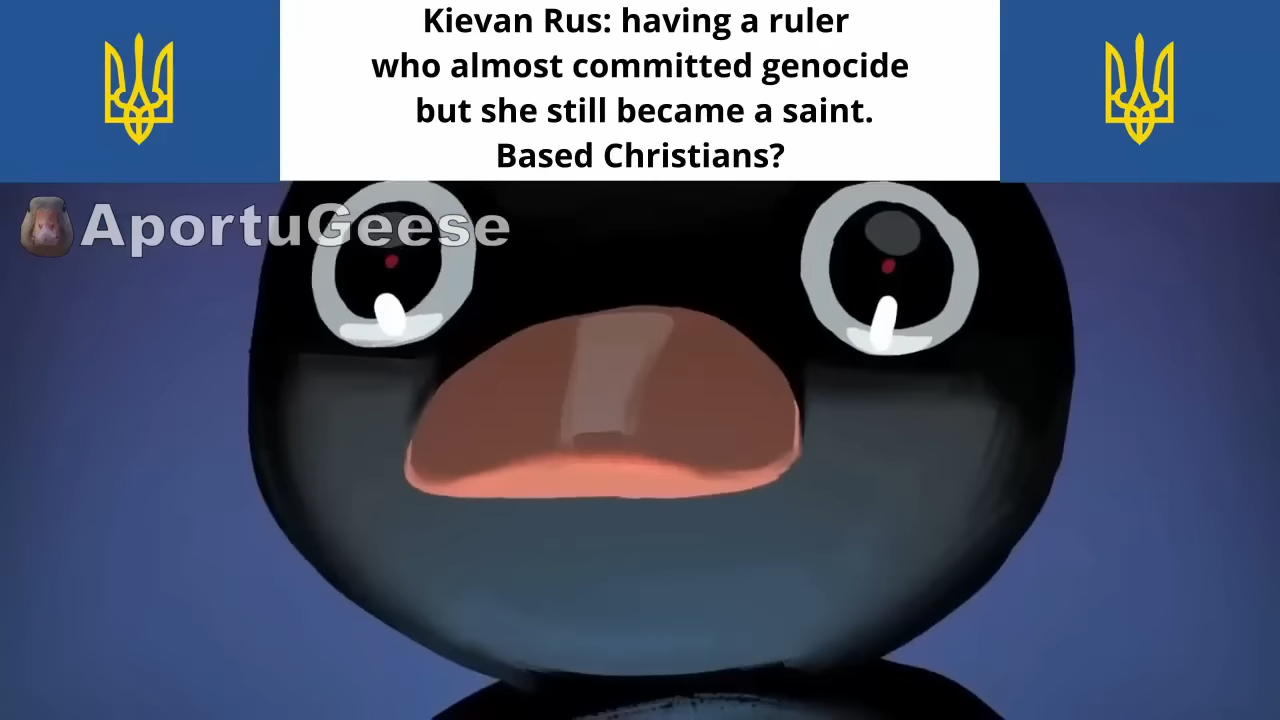 Kievan Rus: having a ruler
who almost committed genocide
but she still became a saint.
Based Christians?
AportuGeese